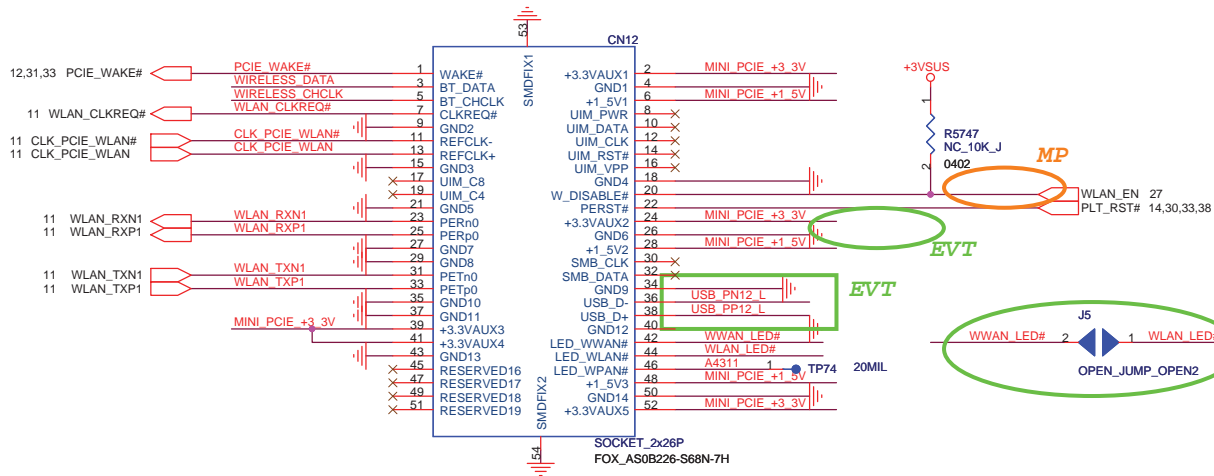 53
CN12
SMDFIX1
12,31,33 PCIE_WAKE# PCIE_WAKE# 1 WAKE# +3.3VAUX1 2 MINI_PCIE_+3_3V
WIRELESS_DATA 3 BT_DATA GND1 4
WIRELESS_CHCLK 5 BT_CHCLK +1_5V1 6 MINI_PCIE_+1_5V
11 WLAN_CLKREQ# WLAN_CLKREQ# 7 CLKREQ# UIM_PWR 8
9 GND2 UIM_DATA 10
11 CLK_PCIE_WLAN# CLK_PCIE_WLAN# 11 REFCLK- UIM_CLK 12
11 CLK_PCIE_WLAN CLK_PCIE_WLAN 13 REFCLK+ UIM_RST# 14
15 GND3 UIM_VPP 16
17 UIM_C8 GND4 18
19 UIM_C4 W_DISABLE# 20
21 GND5 PERST# 22
11 WLAN_RXN1 WLAN_RXN1 23 PERn0 +3.3VAUX2 24 MINI_PCIE_+3_3V
11 WLAN_RXP1 WLAN_RXP1 25 PERp0 GND6 26
27 GND7 +1_5V2 28 MINI_PCIE_+1_5V
29 GND8 SMB_CLK 30
11 WLAN_TXN1 WLAN_TXN1 31 PETn0 SMB_DATA 32
11 WLAN_TXP1 WLAN_TXP1 33 PETp0 GND9 34
35 GND10 USB_D- 36 USB_PN12_L
37 GND11 USB_D+ 38 USB_PP12_L
MINI_PCIE_+3_3V 39 +3.3VAUX3 GND12 40
41 +3.3VAUX4 LED_WWAN# 42 WWAN_LED#
43 GND13 LED_WLAN# 44 WLAN_LED#
45 RESERVED16 LED_WPAN# 46 A4311 1 TP74 20MIL
47 RESERVED17 +1_5V3 48 MINI_PCIE_+1_5V
49 RESERVED18 GND14 50
51 RESERVED19 +3.3VAUX5 52 MINI_PCIE_+3_3V
SMDFIX2
54
SOCKET_2x26P
FOX_AS0B226-S68N-7H
+3VSUS
1
R5747
NC_10K_J
2 0402
MP
WLAN_EN 27
PLT_RST# 14,30,33,38
EVT
EVT
J5
WWAN_LED# 2 1 WLAN_LED#
OPEN_JUMP_OPEN2